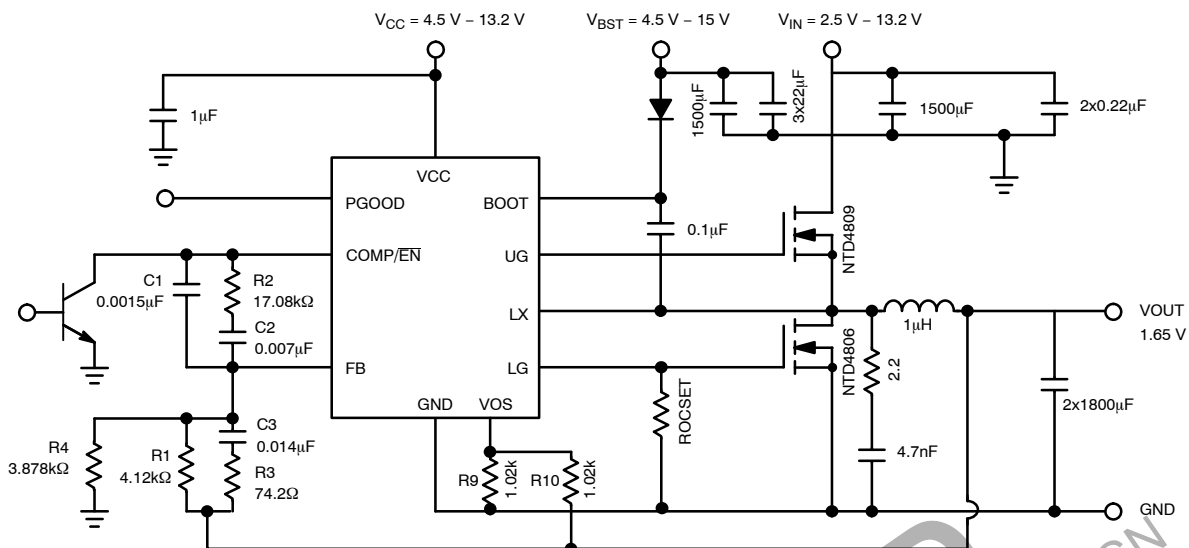 V_CC = 4.5 V − 13.2 V
V_BST = 4.5 V − 15 V
V_IN = 2.5 V − 13.2 V
1μF
1500μF
3x22μF
1500μF
2x0.22μF
VCC
PGOOD
BOOT
0.1μF
NTD4809
COMP/EN
UG
C1
0.0015μF
R2
17.08kΩ
C2
0.007μF
LX
1μH
VOUT
1.65 V
FB
LG
NTD4806
2.2
GND
VOS
ROCSET
2x1800μF
R4
3.878kΩ
R1
4.12kΩ
C3
0.014μF
R3
74.2Ω
R9
1.02k
R10
1.02k
4.7nF
GND